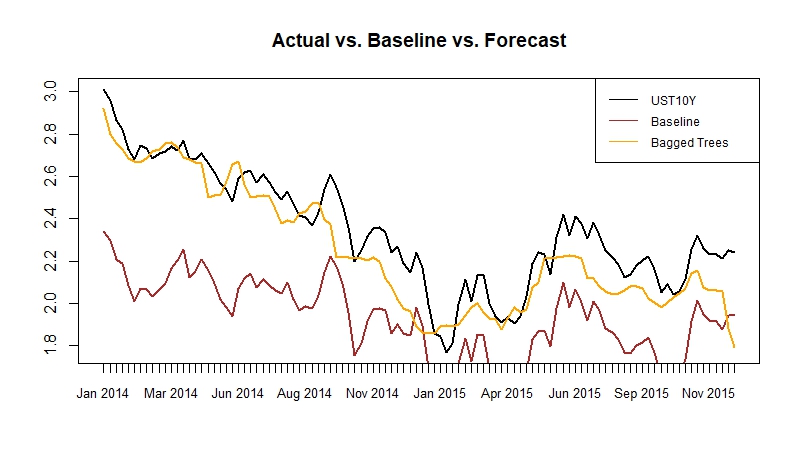 Actual vs. Baseline vs. Forecast
UST10Y
Baseline
Bagged Trees
3.0
2.8
2.6
2.4
2.2
2.0
1.8
Jan 2014 Mar 2014 Jun 2014 Aug 2014 Nov 2014 Jan 2015 Apr 2015 Jun 2015 Sep 2015 Nov 2015